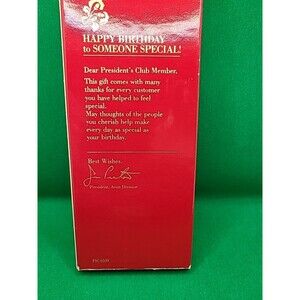 HAPPY BIRTHDAY
to SOMEONE SPECIAL!
Dear President's Club Member,
This gift comes with many
thanks for every customer
you have helped to feel
special.
May thoughts of the people
you cherish help make
every day as special as
your birthday.
Best Wishes,
President, Avon Division